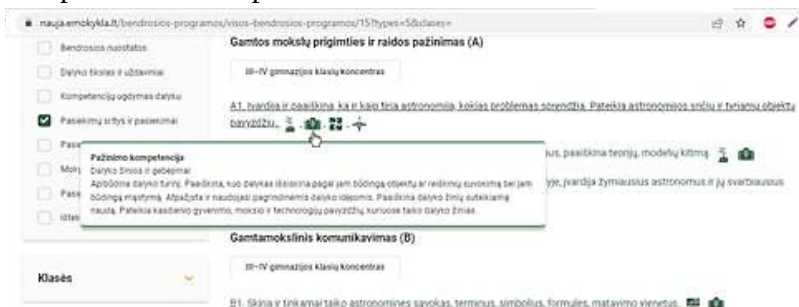 nauja.emokykla.lt/bendrosios-programos/visos-bendrosios-programos/15?types=5&clases=
Bendrosios nuostatos
Dalyko tikslas ir uždaviniai
Kompetencijų ugdymas dalyku
Pasiekimų sritys ir pasiekimai
Klasės
Gamtos mokslų prigimties ir raidos pažinimas (A)
III–IV gimnazijos klasių koncentras
A1. Įvardija ir paaiškina, ką ir kaip tiria astronomija, kokias problemas sprendžia. Pateikia astronomijos sričių ir tyriamų objektų
pavyzdžių.
jus, paaiškina teorijų, modelių kitimą.
įvardija žymiausius astronomus ir jų svarbiausius
Pažinimo kompetencija
Dalyko žinios ir gebėjimai
Apibūdina dalyko turinį. Paaiškina, kuo dalykas išsiskiria pagal jam būdingą objektų ar reiškinių suvokimą bei jam
būdingą mąstymą. Atpažįsta ir naudojasi pagrindinėmis dalyko idėjomis. Paaiškina dalyko žinių suteikiamą
naudą. Pateikia kasdienio gyvenimo, mokslo ir technologijų pavyzdžių, kuriuose taiko dalyko žinias.
Gamtamokslinis komunikavimas (B)
III–IV gimnazijos klasių koncentras
B1. Skiria ir tinkamai taiko astronomines sąvokas, terminus, simbolius, formules, matavimo vienetus.